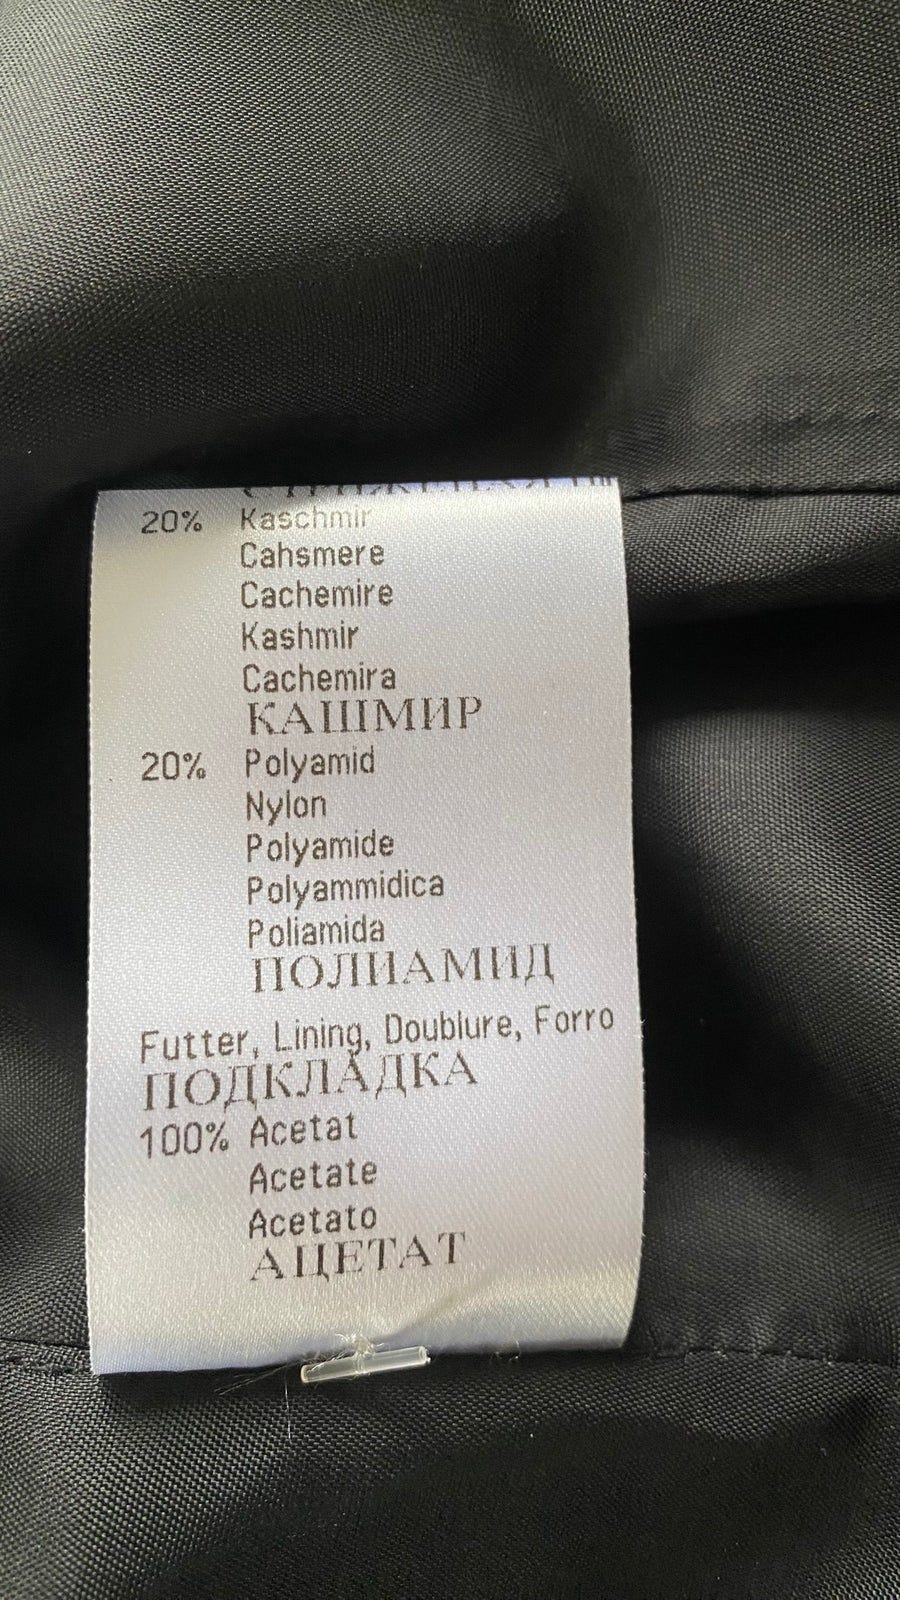 20% Kaschmir
Cahsmere
Cachemire
Kashmir
Cachemira
КАШМИР
20% Polyamid
Nylon
Polyamide
Polyammidica
Poliamida
ПОЛИАМИД
Futter, Lining, Doublure, Forro
ПОДКЛАДКА
100% Acetat
Acetate
Acetato
АЦЕТАТ